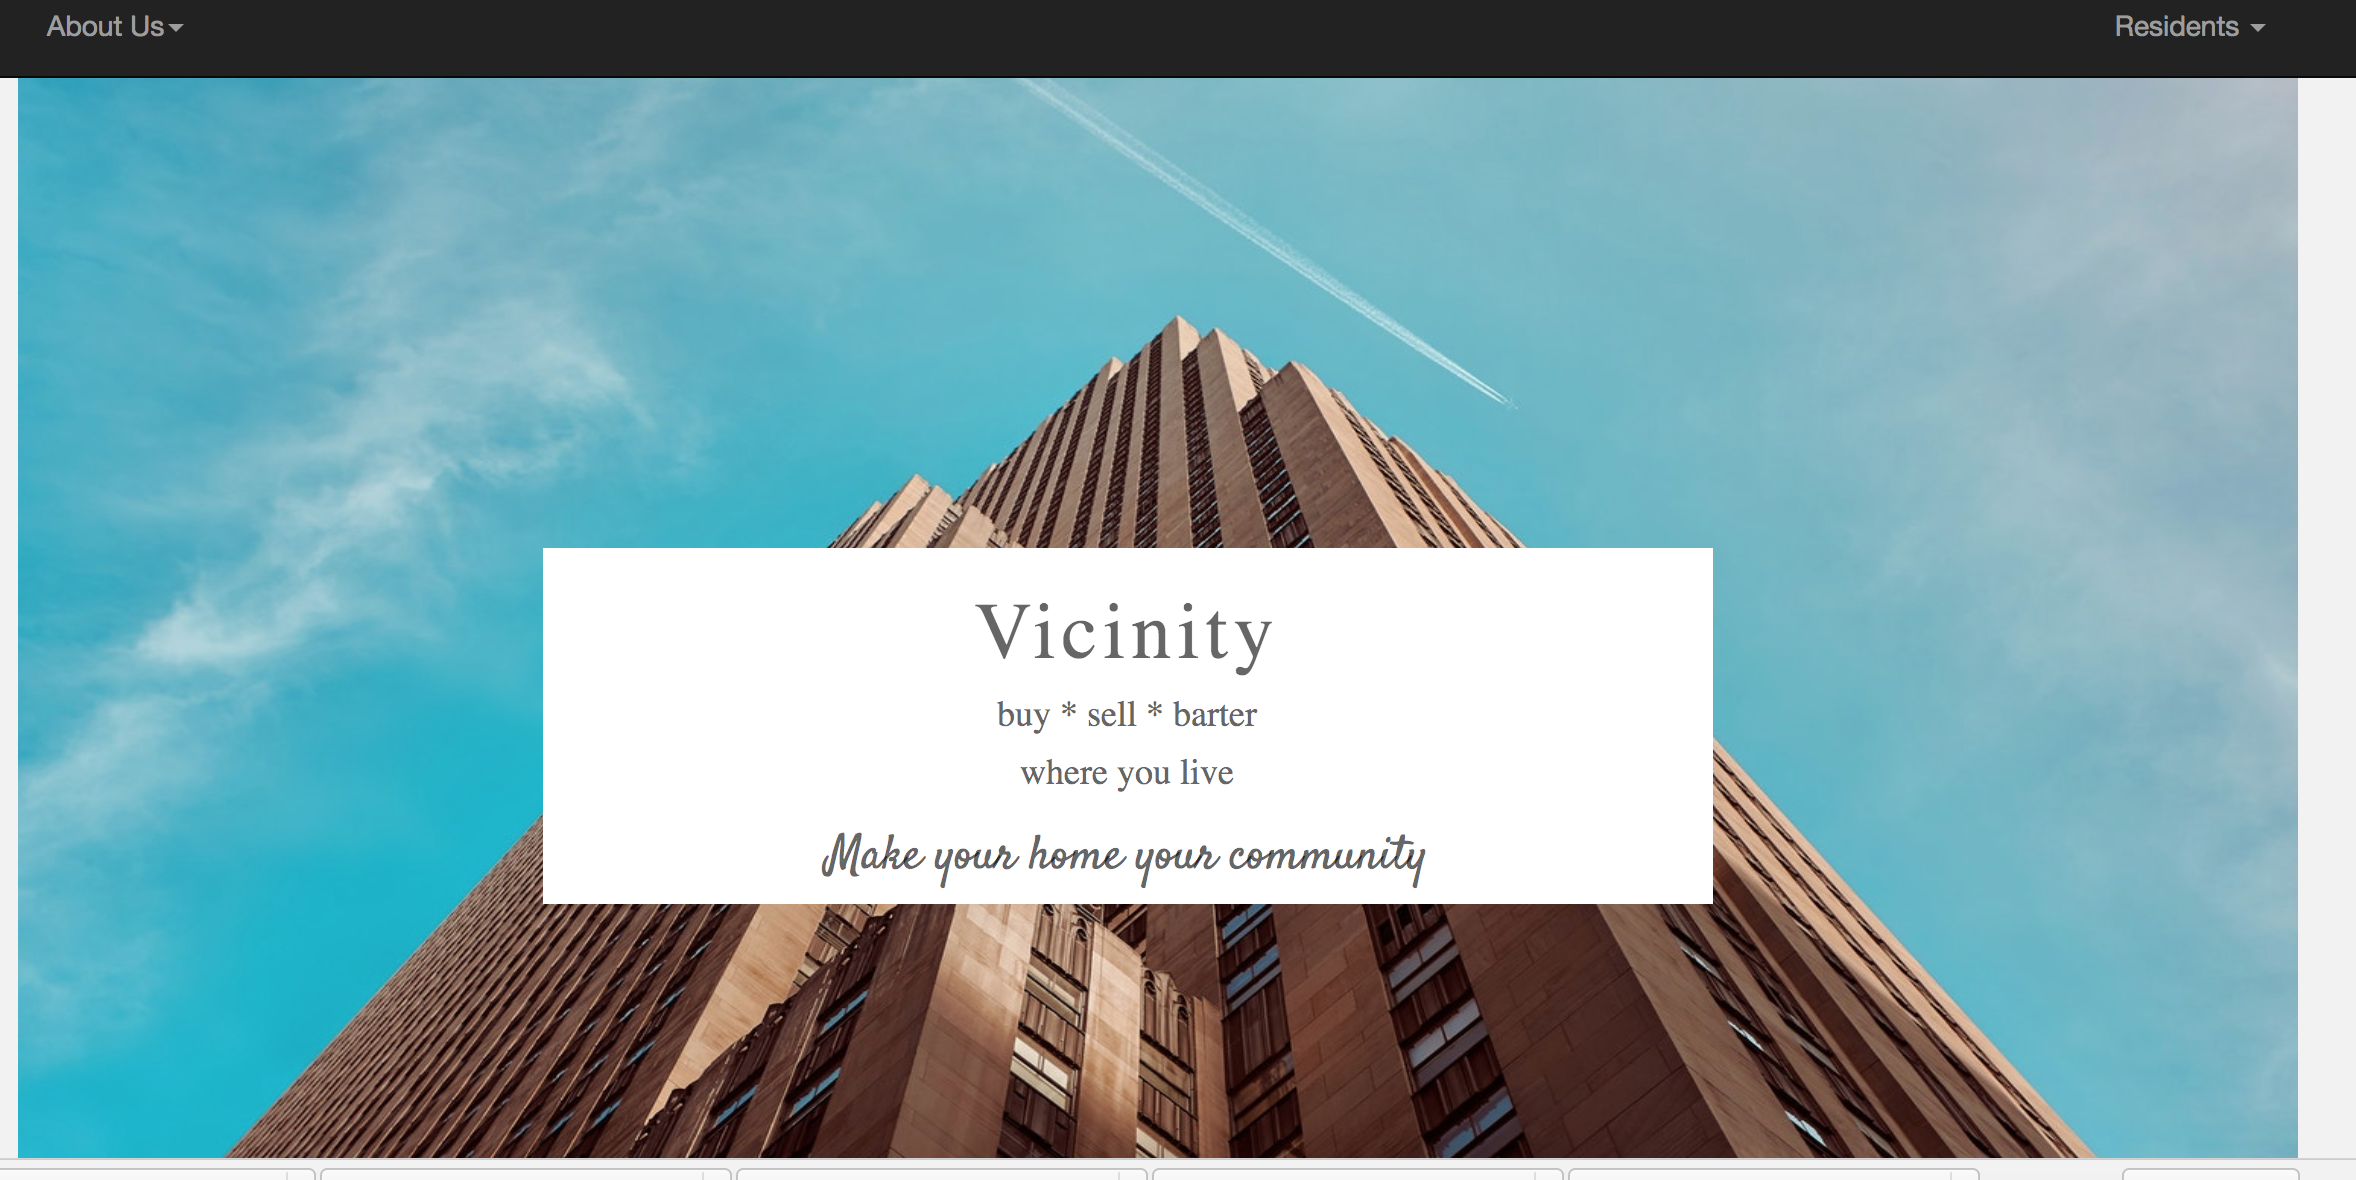 About Us
Residents
Vicinity
buy * sell * barter
where you live
Make your home your community